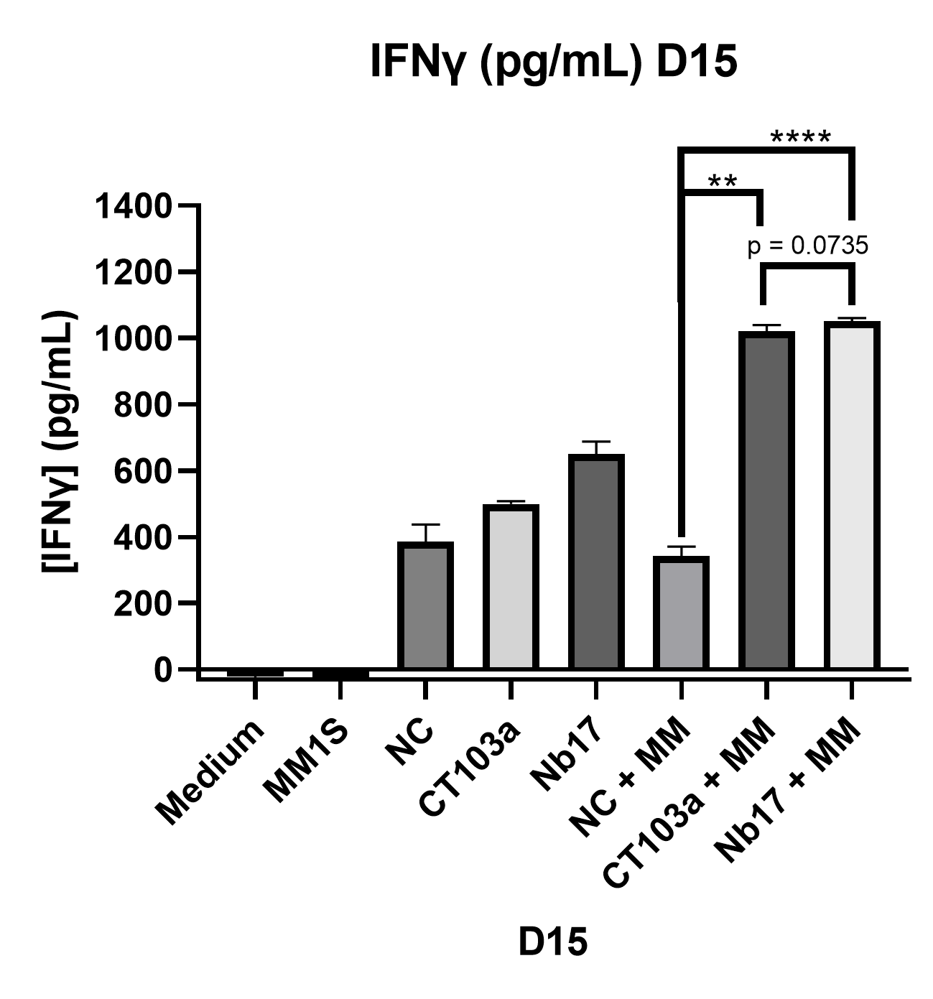 IFNγ (pg/mL) D15
****
**
p = 0.0735
[IFNγ] (pg/mL)
1400
1200
1000
800
600
400
200
0
Medium
MM1S
NC
CT103a
Nb17
NC + MM
CT103a + MM
Nb17 + MM
D15